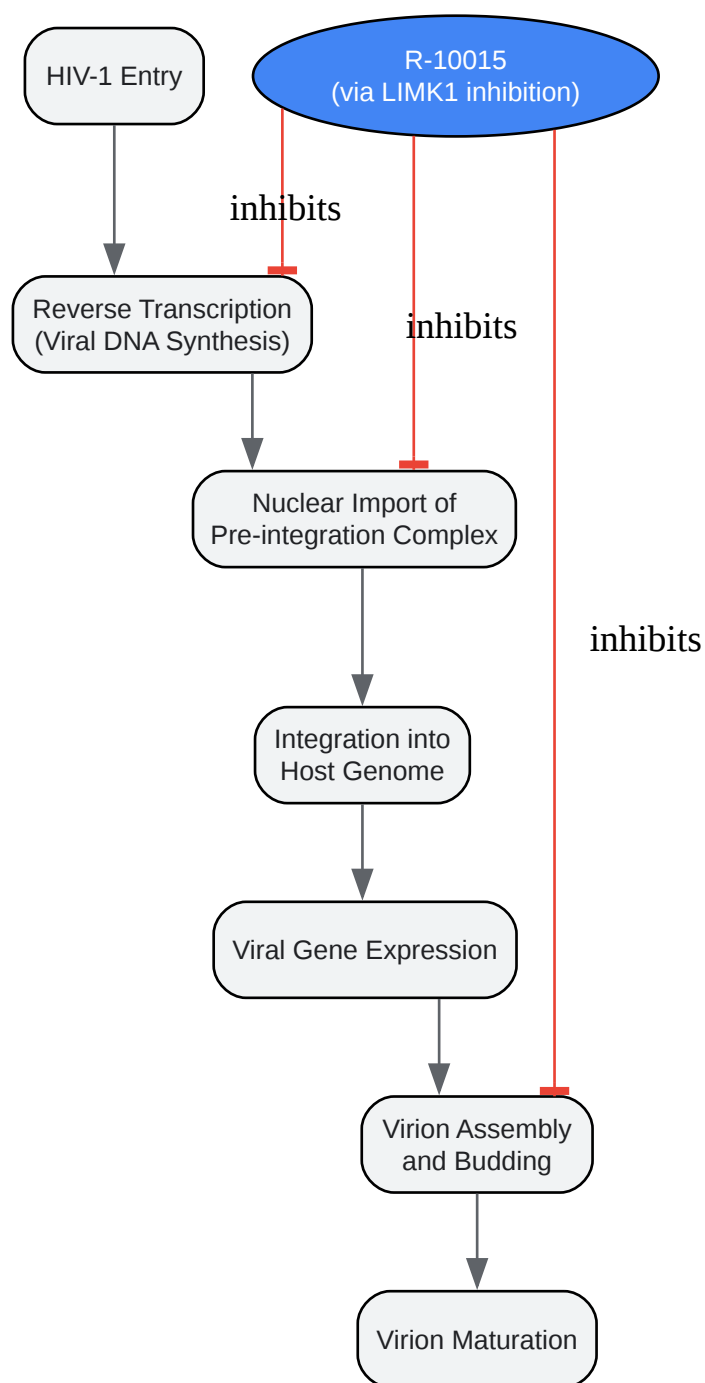 HIV-1 Entry
R-10015
(via LIMK1 inhibition)
inhibits
Reverse Transcription
(Viral DNA Synthesis)
inhibits
Nuclear Import of
Pre-integration Complex
inhibits
Integration into
Host Genome
Viral Gene Expression
Virion Assembly
and Budding
Virion Maturation